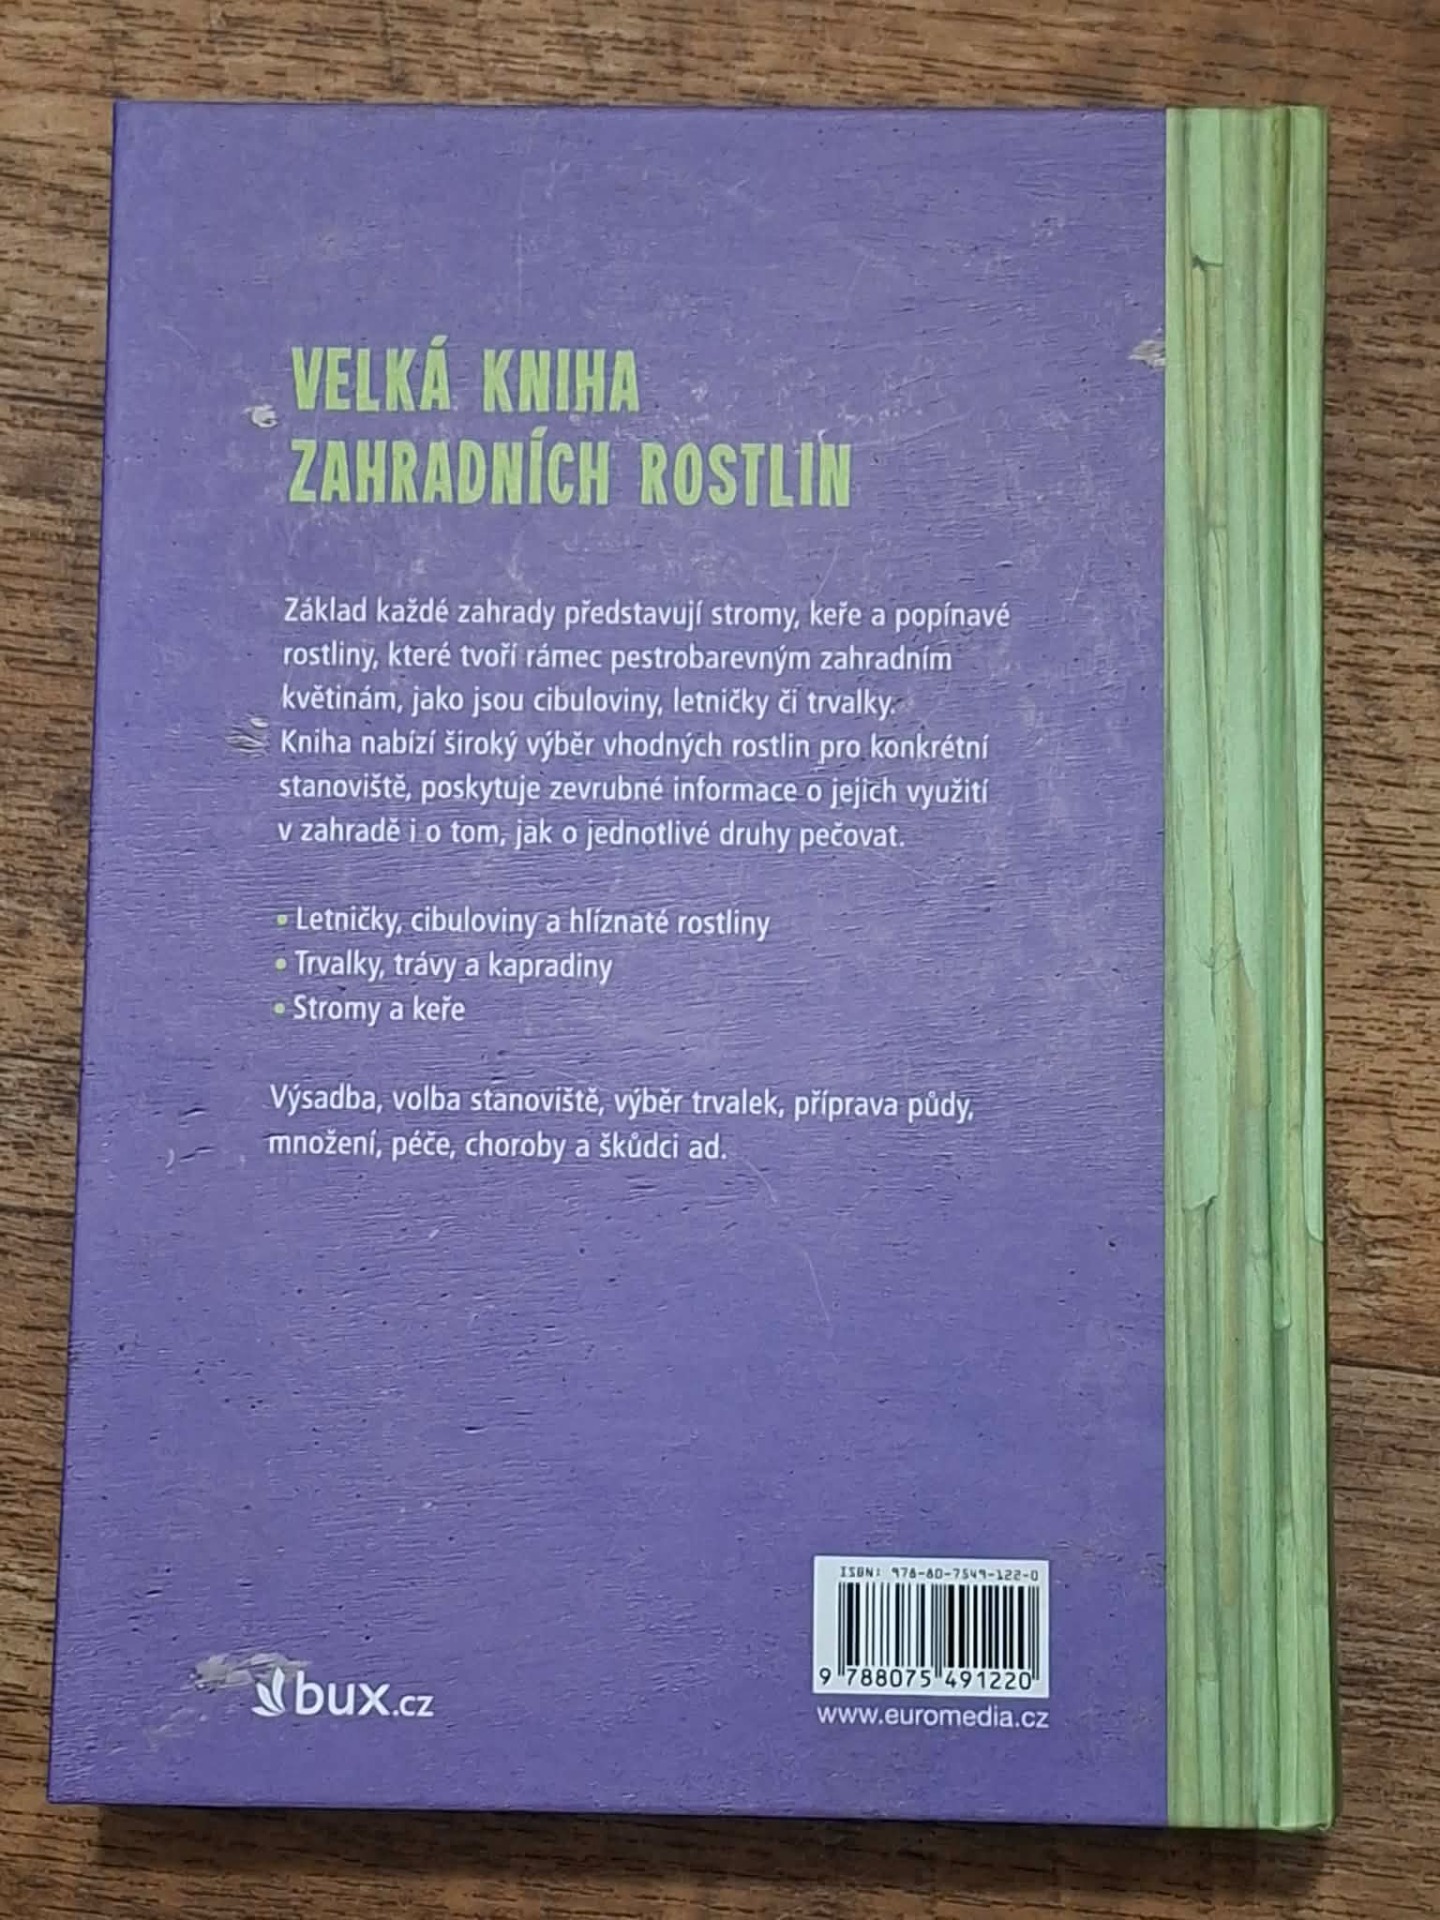 VELKÁ KNIHA
ZAHRADNÍCH ROSTLIN
Základ každé zahrady představují stromy, keře a popínavé
rostliny, které tvoří rámec pestrobarevným zahradním
květinám, jako jsou cibuloviny, letničky či trvalky.
Kniha nabízí široký výběr vhodných rostlin pro konkrétní
stanoviště, poskytuje zevrubné informace o jejich využití
v zahradě i o tom, jak o jednotlivé druhy pečovat.
• Letničky, cibuloviny a hlíznaté rostliny
• Trvalky, trávy a kapradiny
• Stromy a keře
Výsadba, volba stanoviště, výběr trvalek, příprava půdy,
množení, péče, choroby a škůdci ad.
ISBN: 978-80-7549-122-0
9 788075 491220
bux.cz
www.euromedia.cz